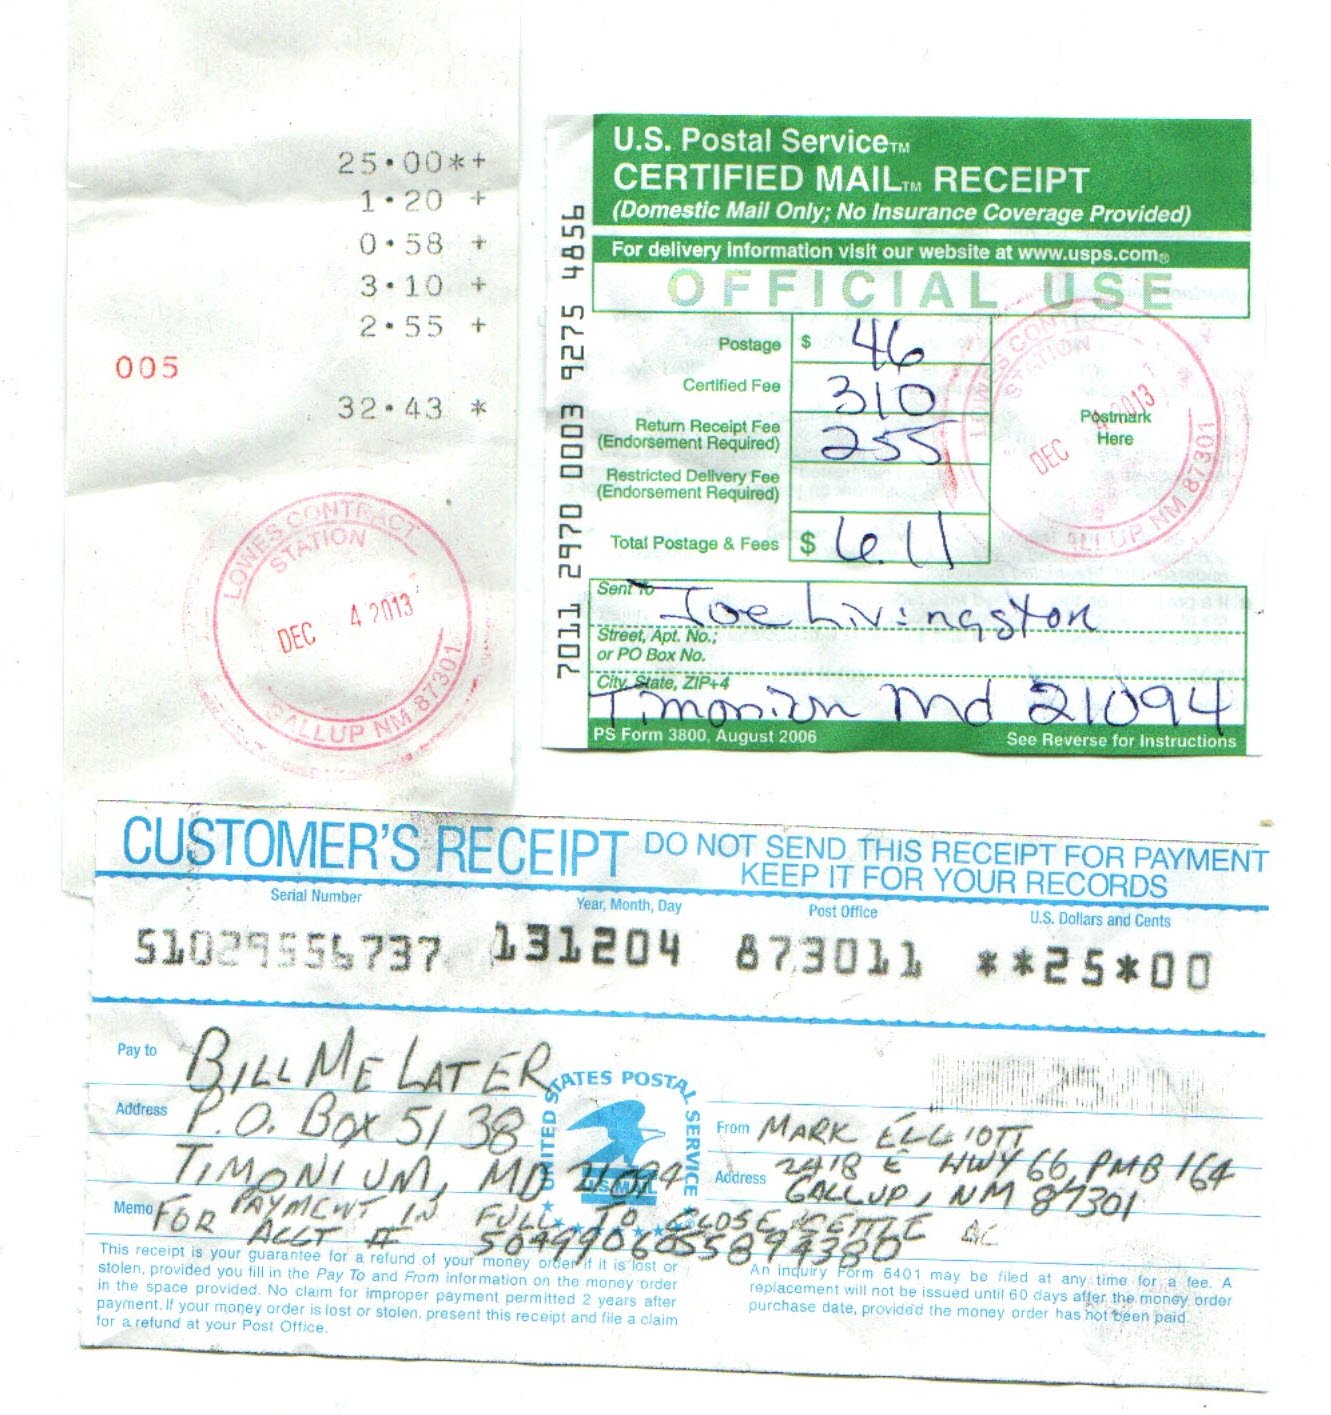 25.00*+
1.20 +
0.58 +
3.10 +
2.55 +
005
32.43 *
LOWES CONTRACT
STATION
DEC 4 2013
GALLUP NM 87301
U.S. Postal Service™
CERTIFIED MAIL™ RECEIPT
(Domestic Mail Only; No Insurance Coverage Provided)
For delivery information visit our website at www.usps.com®
OFFICIAL USE
7011 2970 0003 9275 4856
Postage $ 46
Certified Fee 310
Return Receipt Fee
(Endorsement Required) 255
Restricted Delivery Fee
(Endorsement Required)
Total Postage & Fees $ 6.11
LOWES CONT
STATION
DEC 4 2013
Postmark
Here
ALLUP NM 87301
Sent To Joe Livingston
Street, Apt. No.;
or PO Box No.
City, State, ZIP+4
Timonium Md 21094
PS Form 3800, August 2006 See Reverse for Instructions
CUSTOMER'S RECEIPT
DO NOT SEND THIS RECEIPT FOR PAYMENT
KEEP IT FOR YOUR RECORDS
Serial Number Year, Month, Day Post Office U.S. Dollars and Cents
51029556737 131204 873011 **25*00
Pay to BILL ME LATER
Address P.O. BOX 5138
TIMONIUM, MD 21094
UNITED STATES POSTAL SERVICE
U.S.MAIL
From MARK ELLIOTT
Address 2418 E HWY 66, PMB 164
GALLUP, NM 87301
Memo FOR PAYMENT IN FULL TO CLOSE
ACCT # 5049906055894380
This receipt is your guarantee for a refund of your money order if it is lost or
stolen, provided you fill in the Pay To and From information on the money order
in the space provided. No claim for improper payment permitted 2 years after
payment. If your money order is lost or stolen, present this receipt and file a claim
for a refund at your Post Office.
An inquiry Form 6401 may be filed at any time for a fee. A
replacement will not be issued until 60 days after the money order
purchase date, provided the money order has not been paid.